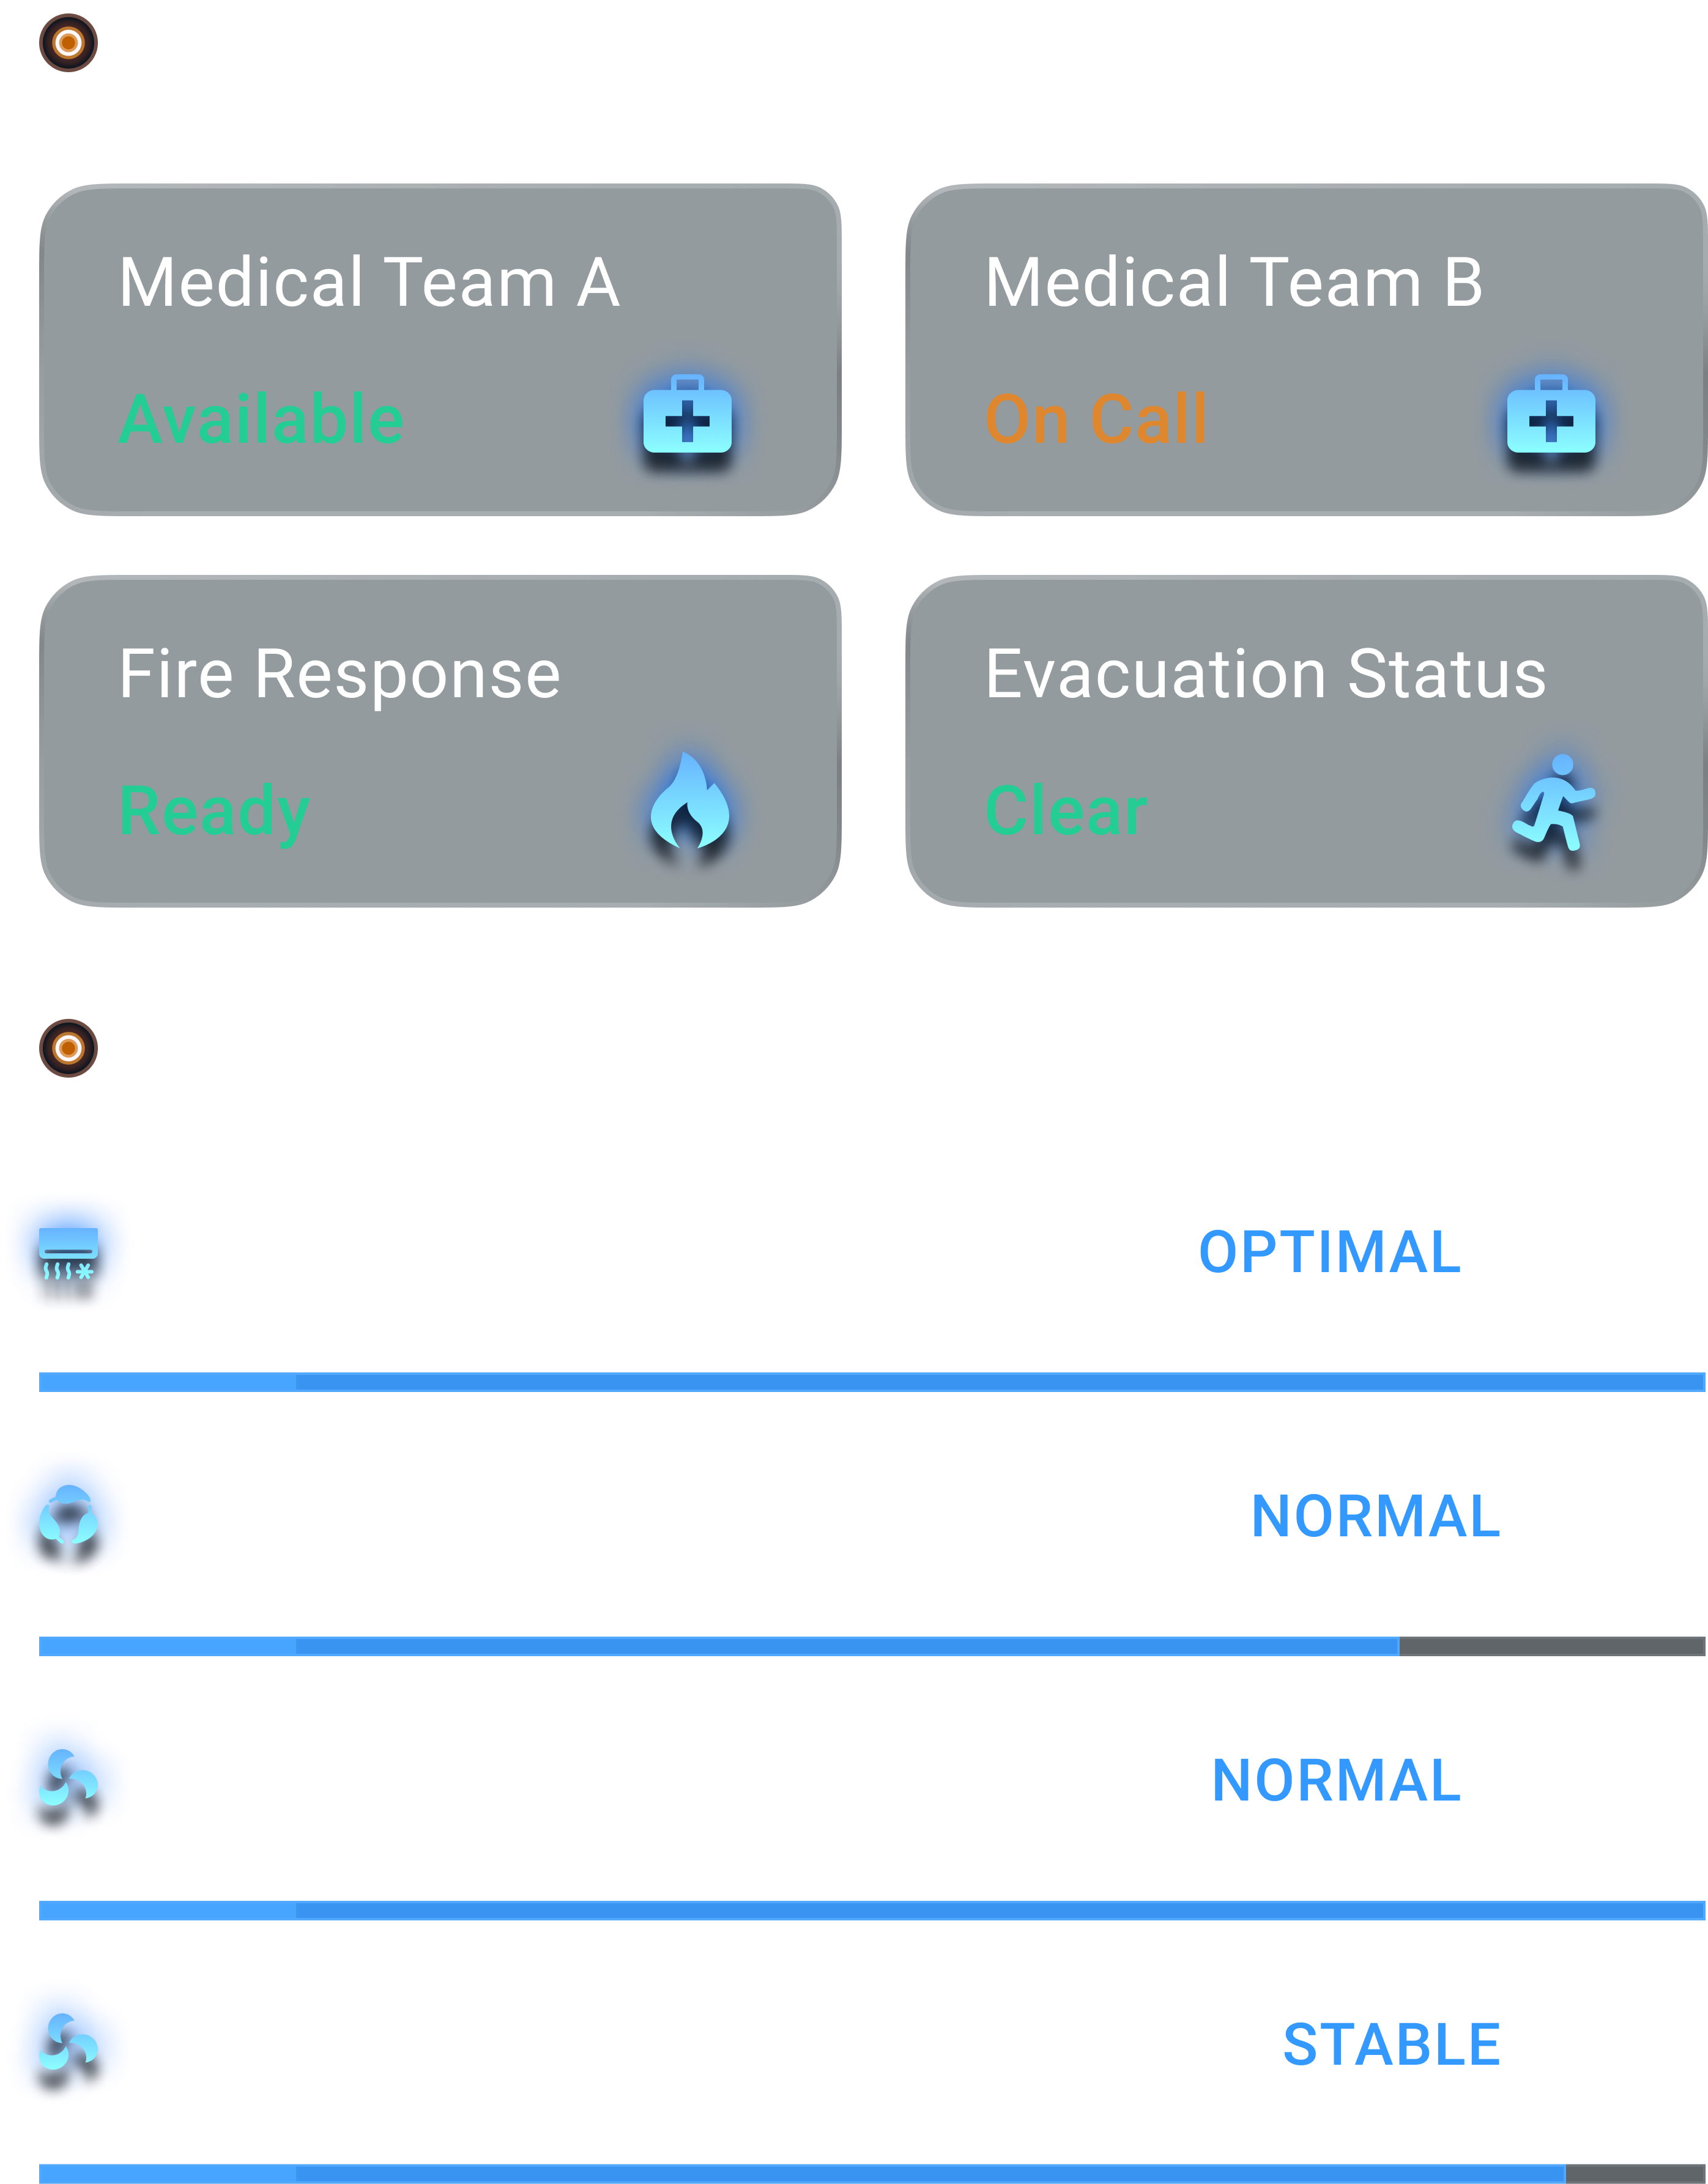 Medical Team A
Available
Medical Team B
On Call
Fire Response
Ready
Evacuation Status
Clear
OPTIMAL
NORMAL
NORMAL
STABLE